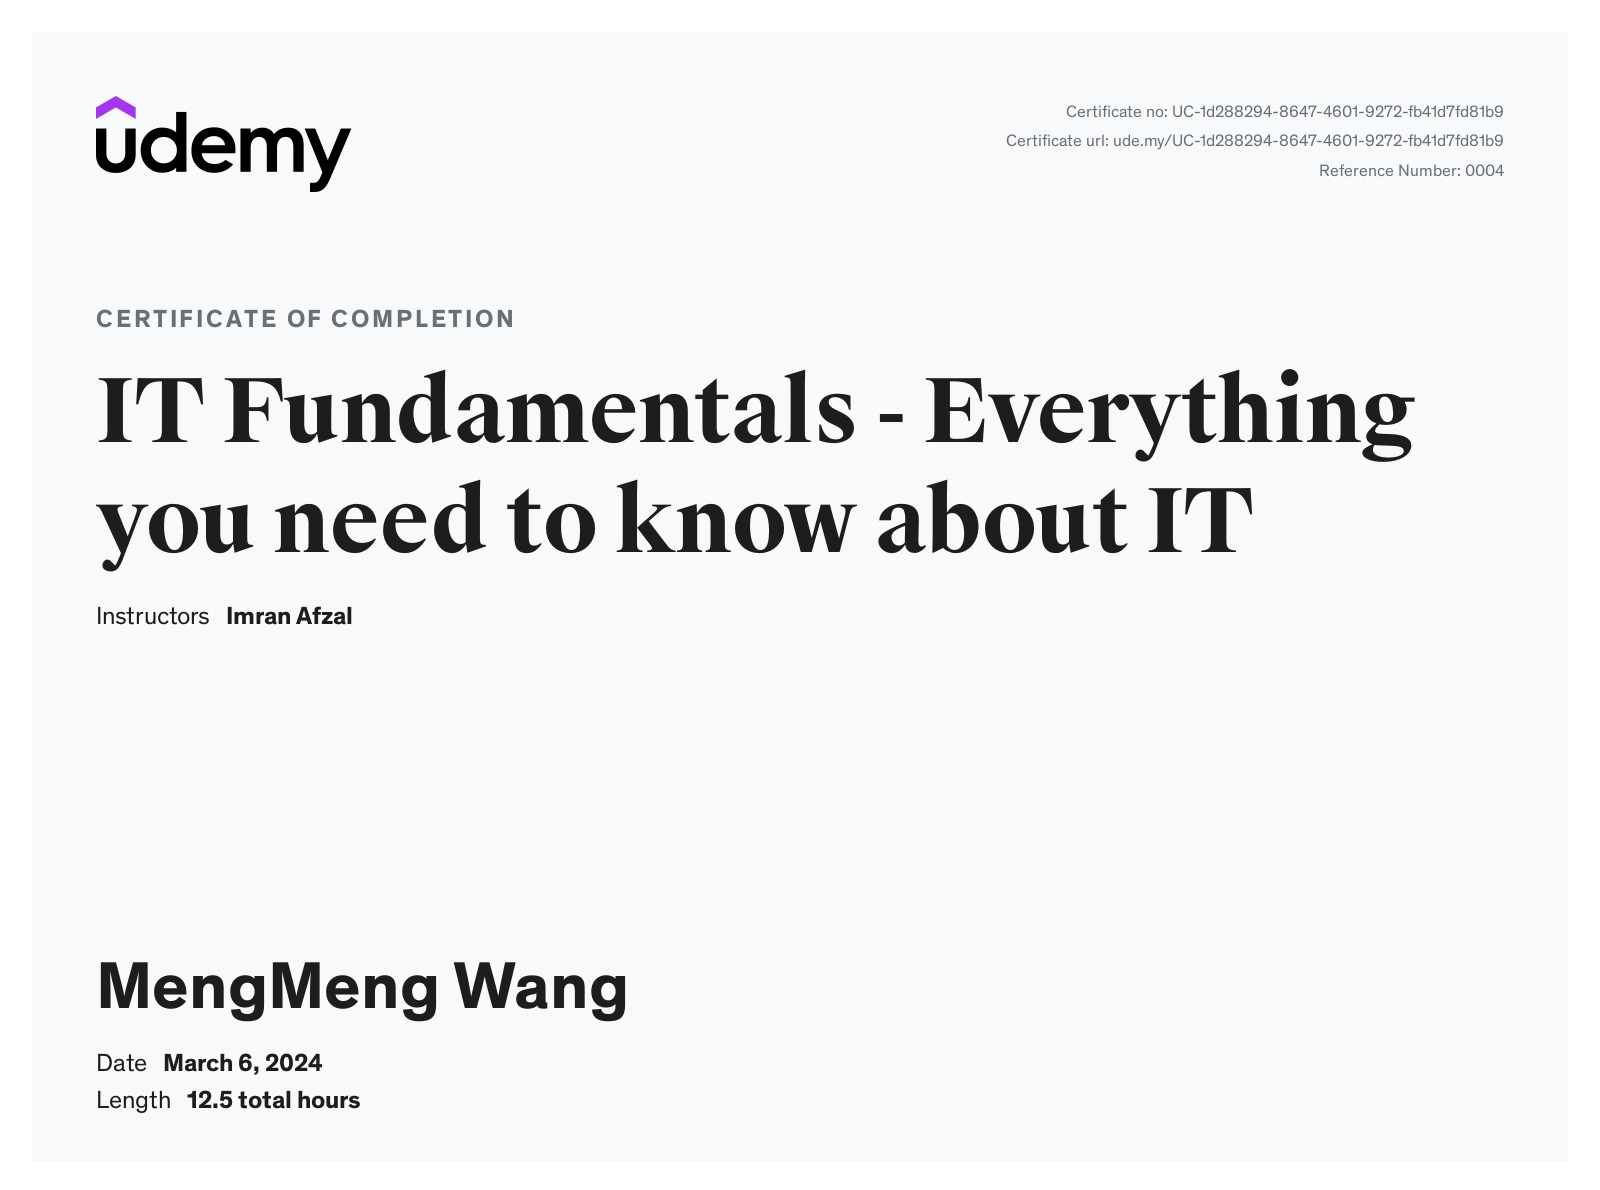 udemy
Certificate no: UC-1d288294-8647-4601-9272-fb41d7fd81b9
Certificate url: ude.my/UC-1d288294-8647-4601-9272-fb41d7fd81b9
Reference Number: 0004
CERTIFICATE OF COMPLETION
IT Fundamentals - Everything
you need to know about IT
Instructors Imran Afzal
MengMeng Wang
Date March 6, 2024
Length 12.5 total hours